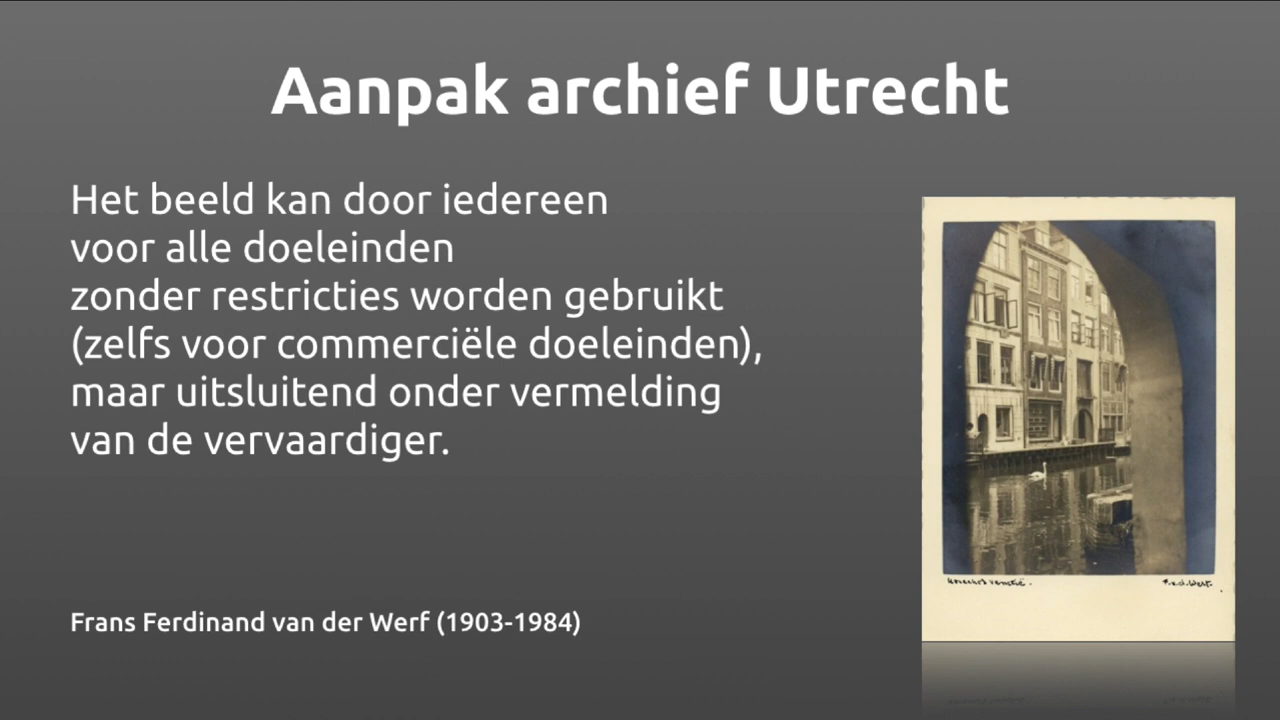 Aanpak archief Utrecht
Het beeld kan door iedereen
voor alle doeleinden
zonder restricties worden gebruikt
(zelfs voor commerciële doeleinden),
maar uitsluitend onder vermelding
van de vervaardiger.
Frans Ferdinand van der Werf (1903-1984)